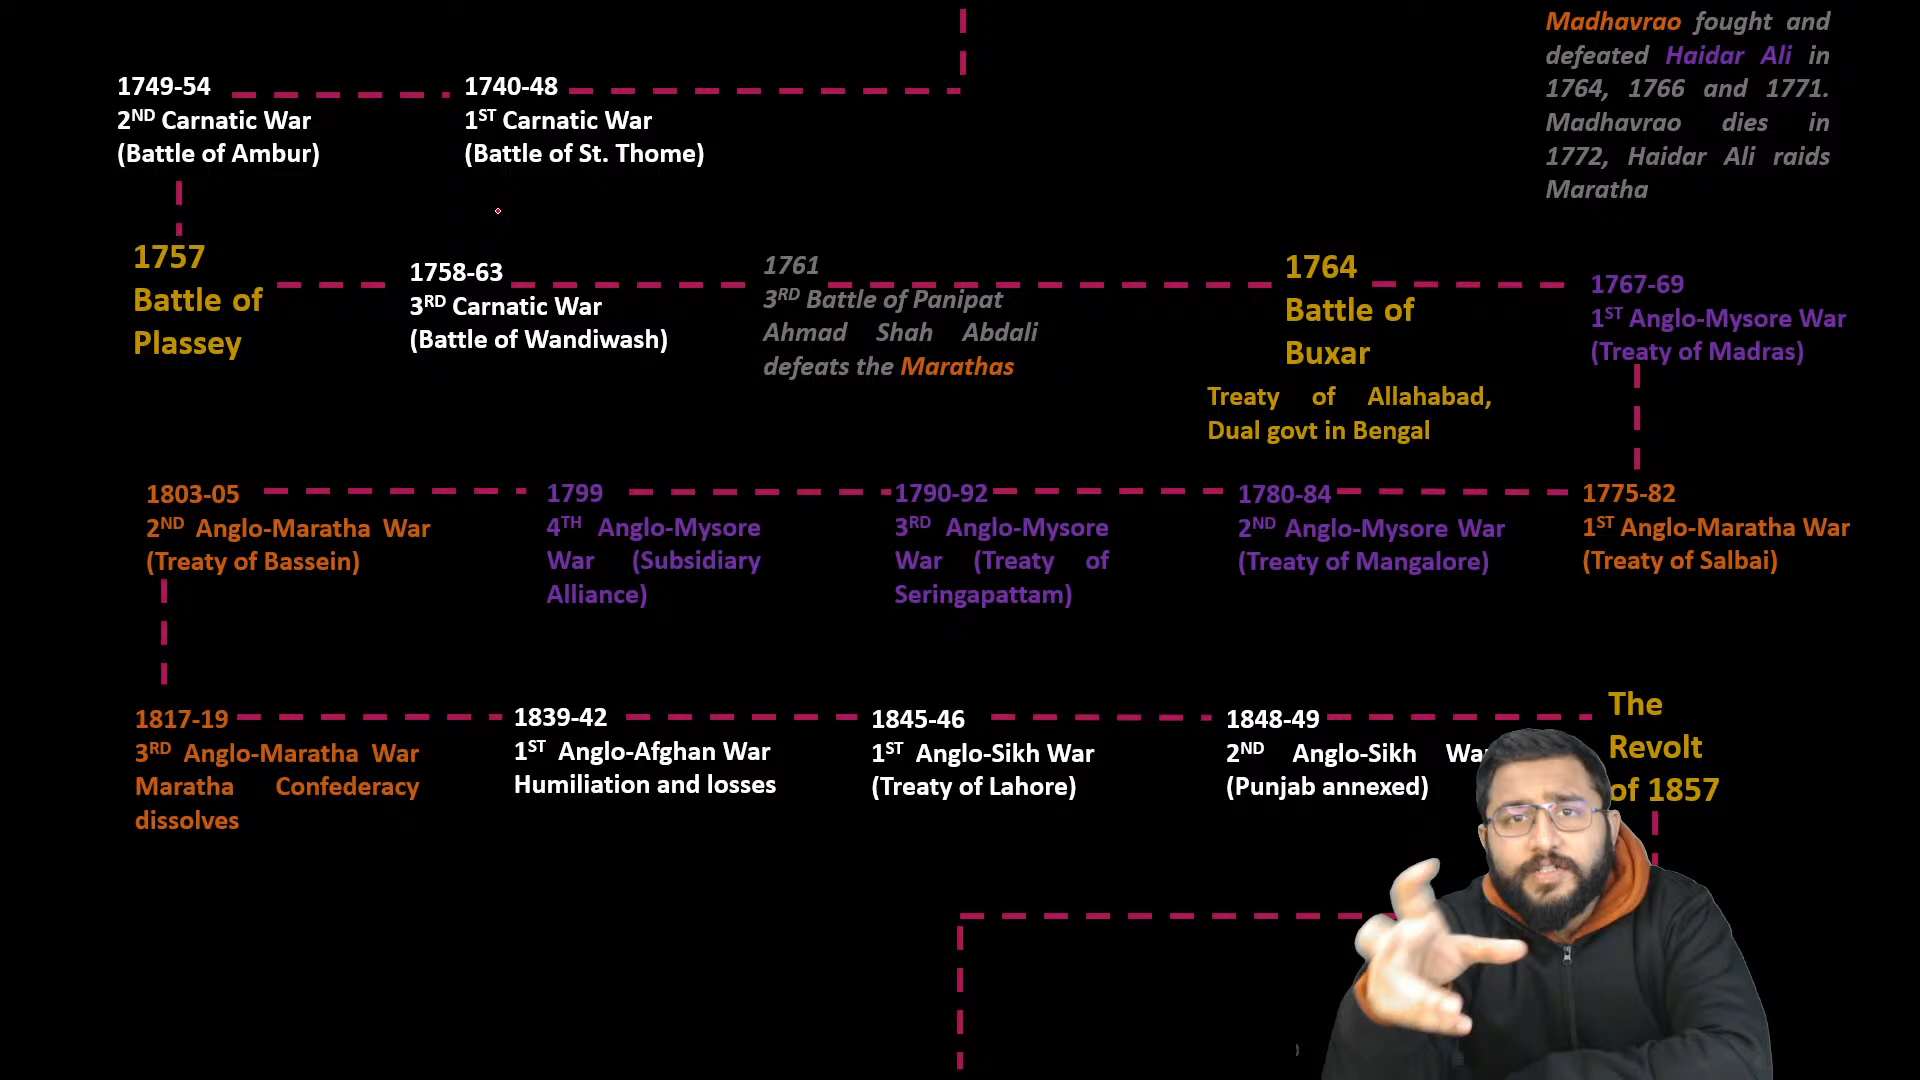 Madhavrao fought and
defeated Haidar Ali in
1764, 1766 and 1771.
Madhavrao dies in
1772, Haidar Ali raids
Maratha
1749-54
2ND Carnatic War
(Battle of Ambur)
1740-48
1ST Carnatic War
(Battle of St. Thome)
1757
Battle of
Plassey
1758-63
3RD Carnatic War
(Battle of Wandiwash)
1761
3RD Battle of Panipat
Ahmad Shah Abdali
defeats the Marathas
1764
Battle of
Buxar
Treaty of Allahabad,
Dual govt in Bengal
1767-69
1ST Anglo-Mysore War
(Treaty of Madras)
1803-05
2ND Anglo-Maratha War
(Treaty of Bassein)
1799
4TH Anglo-Mysore
War (Subsidiary
Alliance)
1790-92
3RD Anglo-Mysore
War (Treaty of
Seringapattam)
1780-84
2ND Anglo-Mysore War
(Treaty of Mangalore)
1775-82
1ST Anglo-Maratha War
(Treaty of Salbai)
1817-19
3RD Anglo-Maratha War
Maratha Confederacy
dissolves
1839-42
1ST Anglo-Afghan War
Humiliation and losses
1845-46
1ST Anglo-Sikh War
(Treaty of Lahore)
1848-49
2ND Anglo-Sikh War
(Punjab annexed)
The
Revolt
of 1857